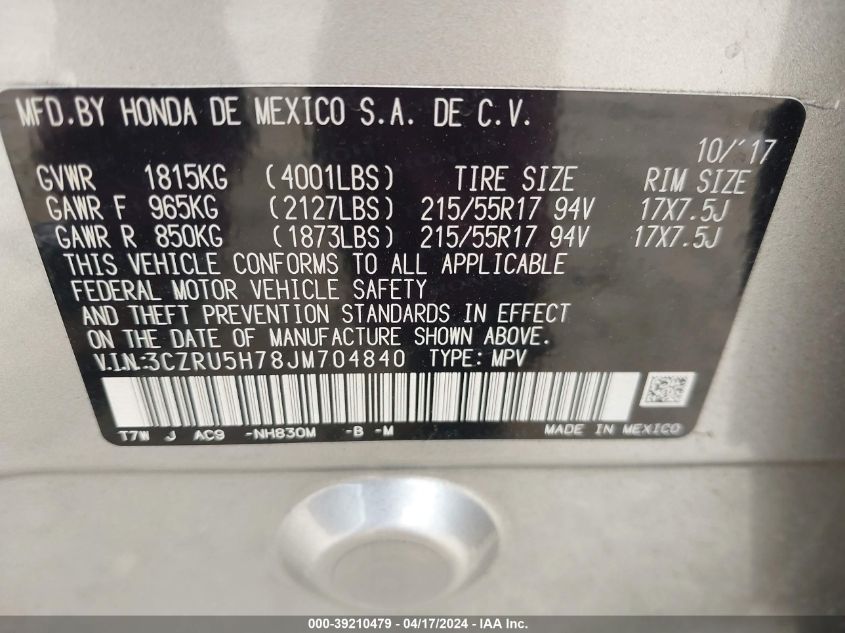 MFD.BY HONDA DE MEXICO S.A. DE C.V.
10/'17
GVWR 1815KG (4001LBS) TIRE SIZE RIM SIZE
GAWR F 965KG (2127LBS) 215/55R17 94V 17X7.5J
GAWR R 850KG (1873LBS) 215/55R17 94V 17X7.5J
THIS VEHICLE CONFORMS TO ALL APPLICABLE
FEDERAL MOTOR VEHICLE SAFETY
AND THEFT PREVENTION STANDARDS IN EFFECT
ON THE DATE OF MANUFACTURE SHOWN ABOVE.
V.I.N.:3CZRU5H78JM704840 TYPE: MPV
T7W J AC9 -NH830M -B -M MADE IN MEXICO
000-39210479 - 04/17/2024 - IAA Inc.